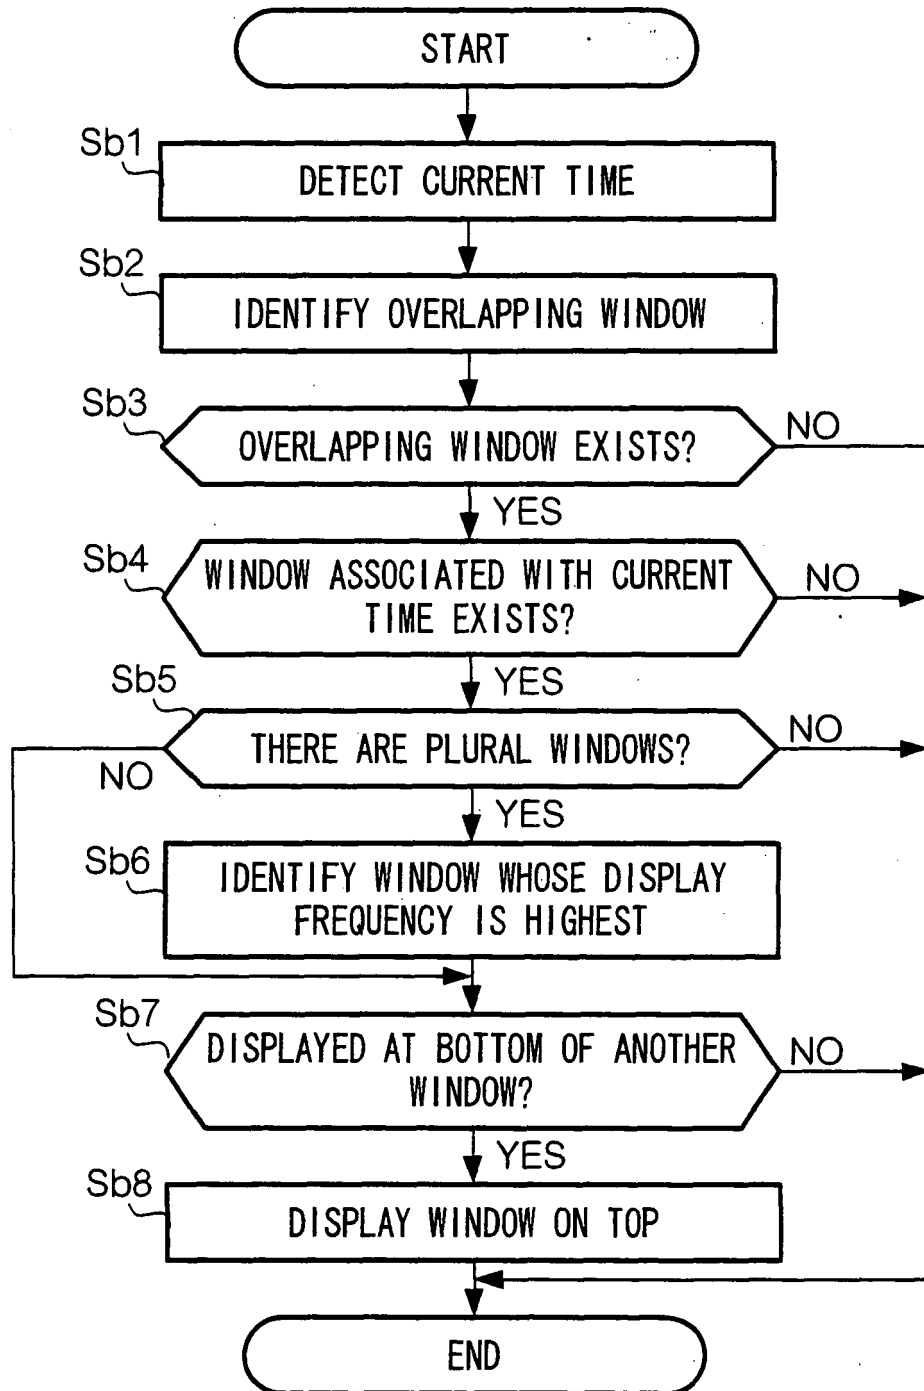 START
Sb1
DETECT CURRENT TIME
Sb2
IDENTIFY OVERLAPPING WINDOW
Sb3
OVERLAPPING WINDOW EXISTS?
NO
YES
Sb4
WINDOW ASSOCIATED WITH CURRENT
TIME EXISTS?
NO
YES
Sb5
THERE ARE PLURAL WINDOWS?
NO
NO
YES
Sb6
IDENTIFY WINDOW WHOSE DISPLAY
FREQUENCY IS HIGHEST
Sb7
DISPLAYED AT BOTTOM OF ANOTHER
WINDOW?
NO
YES
Sb8
DISPLAY WINDOW ON TOP
END